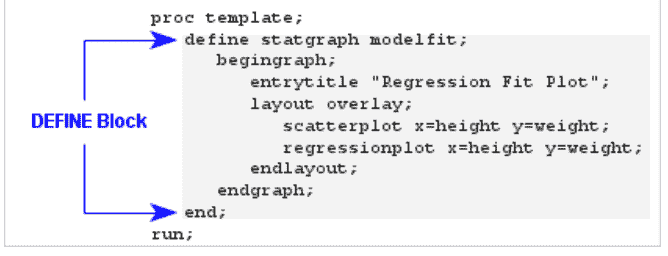 proc template;
define statgraph modelfit;
begingraph;
entrytitle "Regression Fit Plot";
layout overlay;
DEFINE Block
scatterplot x=height y=weight;
regressionplot x=height y=weight;
endlayout;
endgraph;
end;
run;